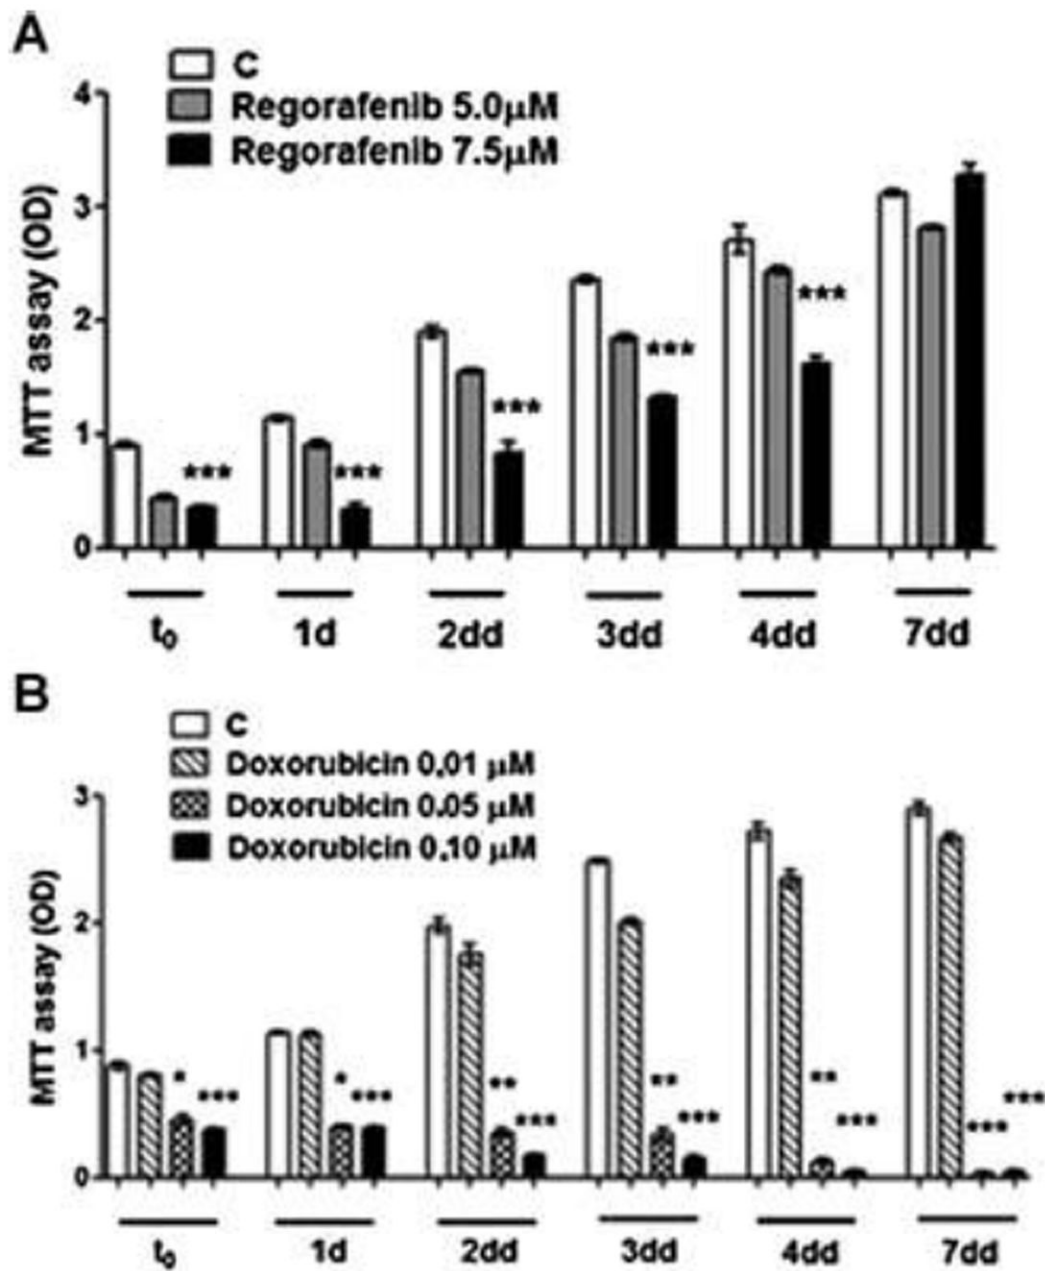 A
C
Regorafenib 5.0μM
Regorafenib 7.5μM
MTT assay (OD)
4
3
2
1
0
***
***
***
***
***
t0
1d
2dd
3dd
4dd
7dd
B
C
Doxorubicin 0.01 μM
Doxorubicin 0.05 μM
Doxorubicin 0.10 μM
MTT assay (OD)
3
2
1
0
*
***
*
***
**
***
**
***
**
***
***
***
t0
1d
2dd
3dd
4dd
7dd